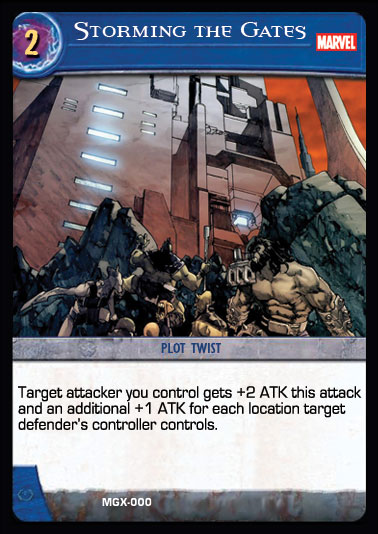 2
STORMING THE GATES
MARVEL
PLOT TWIST
Target attacker you control gets +2 ATK this attack
and an additional +1 ATK for each location target
defender's controller controls.
MGX-000